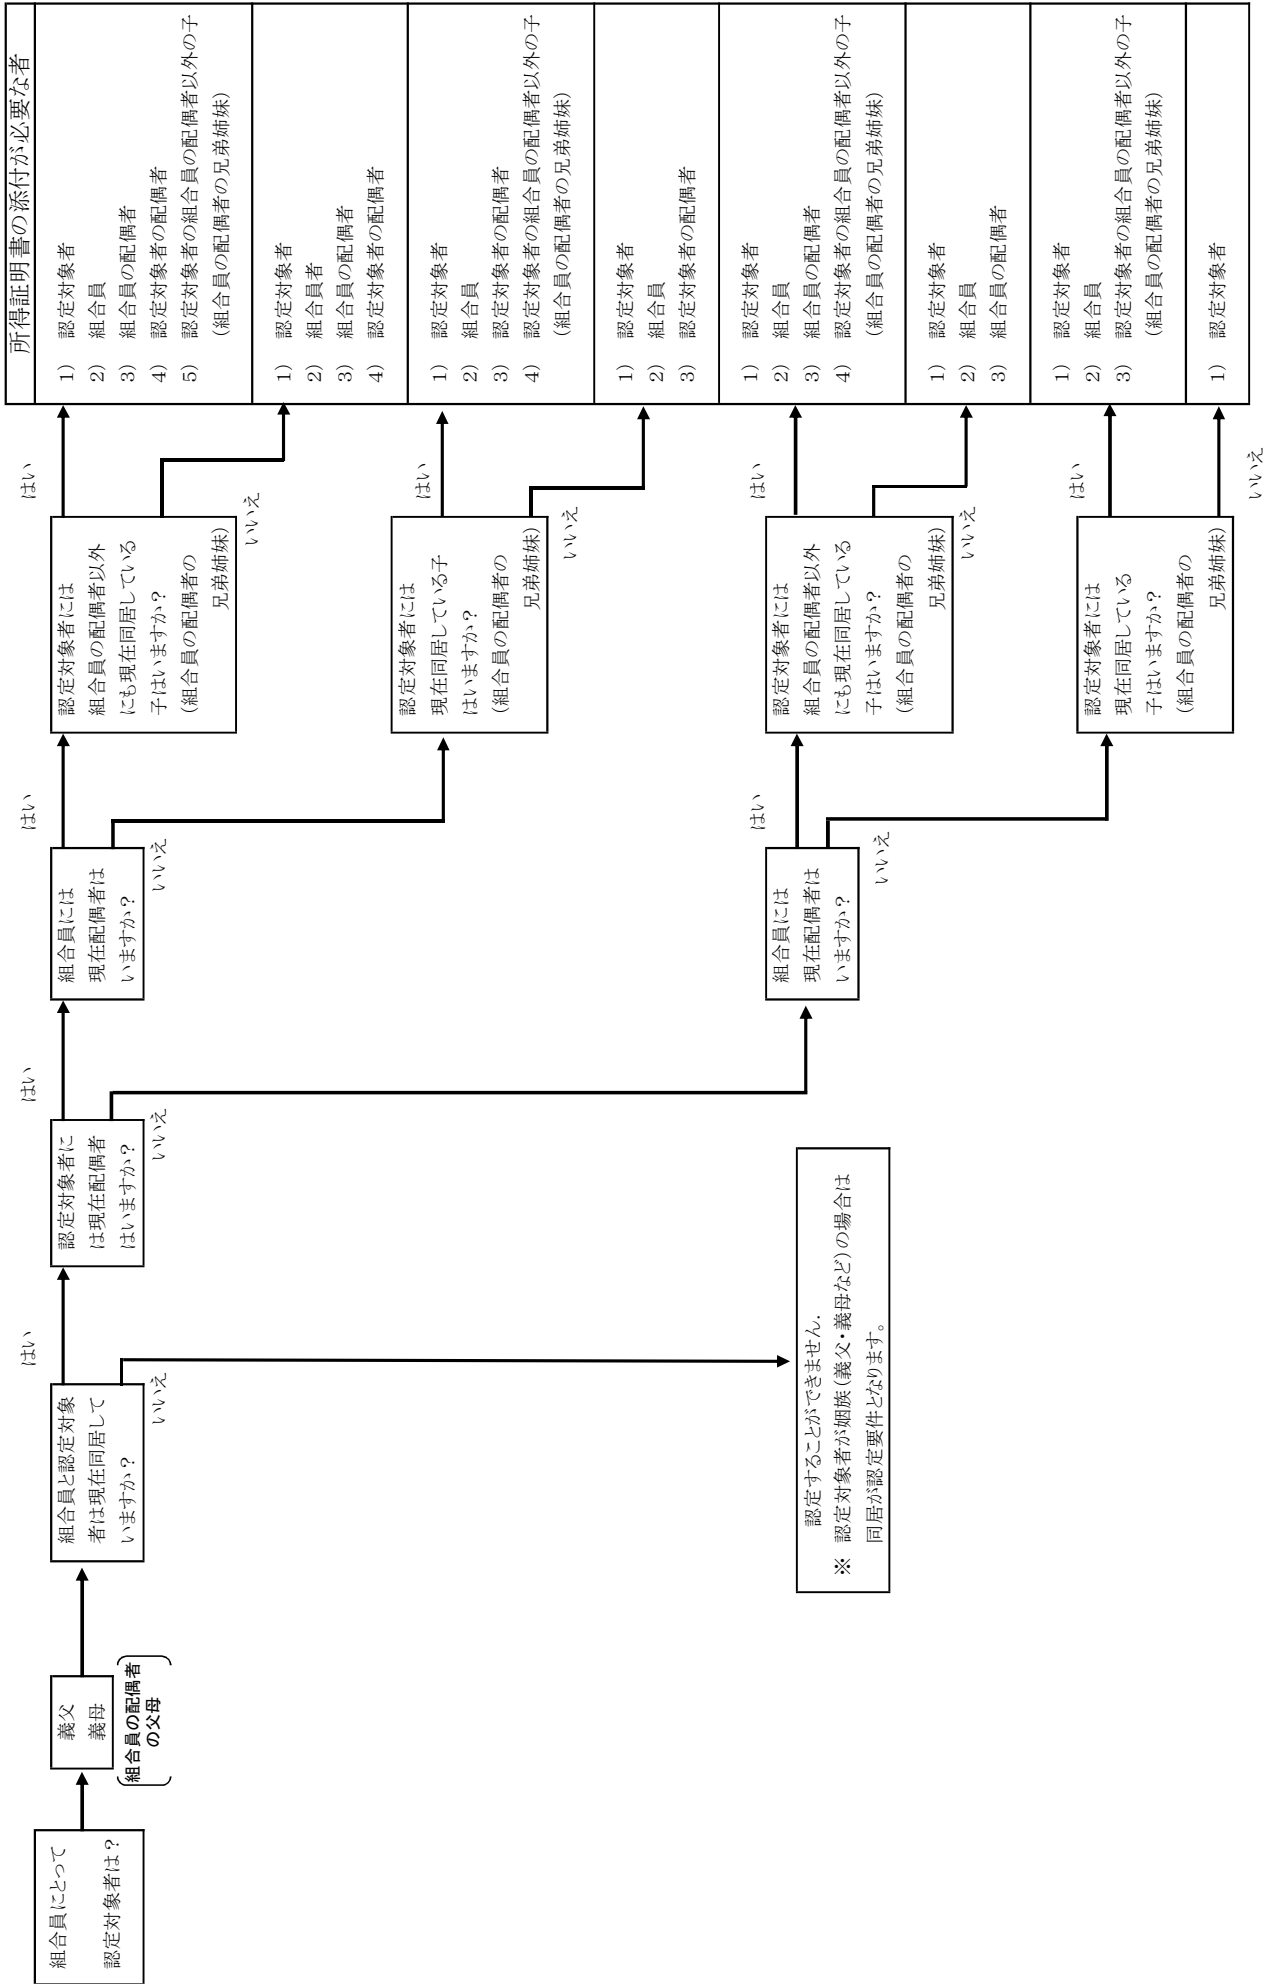 組合員にとって
認定対象者は？
義父
義母
組合員の配偶者
の父母
組合員と認定対象
者は現在同居して
いますか？
はい
いいえ
認定することができません.
※ 認定対象者が姻族（義父・義母など）の場合は
同居が認定要件となります。
認定対象者に
は現在配偶者
はいますか？
はい
いいえ
組合員には
現在配偶者は
いますか？
はい
いいえ
組合員には
現在配偶者は
いますか？
はい
いいえ
認定対象者には
組合員の配偶者以外
にも現在同居している
子はいますか？
（組合員の配偶者の
兄弟姉妹）
はい
いいえ
認定対象者には
現在同居している子
はいますか？
（組合員の配偶者の
兄弟姉妹）
はい
いいえ
認定対象者には
組合員の配偶者以外
にも現在同居している
子はいますか？
（組合員の配偶者の
兄弟姉妹）
はい
いいえ
認定対象者には
現在同居している
子はいますか？
（組合員の配偶者の
兄弟姉妹）
はい
いいえ
所得証明書の添付が必要な者
1） 認定対象者
2） 組合員
3） 組合員の配偶者
4） 認定対象者の配偶者
5） 認定対象者の組合員の配偶者以外の子
（組合員の配偶者の兄弟姉妹）
1） 認定対象者
2） 組合員者
3） 組合員の配偶者
4） 認定対象者の配偶者
1） 認定対象者
2） 組合員
3） 認定対象者の配偶者
4） 認定対象者の組合員の配偶者以外の子
（組合員の配偶者の兄弟姉妹）
1） 認定対象者
2） 組合員
3） 認定対象者の配偶者
1） 認定対象者
2） 組合員
3） 組合員の配偶者
4） 認定対象者の組合員の配偶者以外の子
（組合員の配偶者の兄弟姉妹）
1） 認定対象者
2） 組合員
3） 組合員の配偶者
1） 認定対象者
2） 組合員
3） 認定対象者の組合員の配偶者以外の子
（組合員の配偶者の兄弟姉妹）
1） 認定対象者